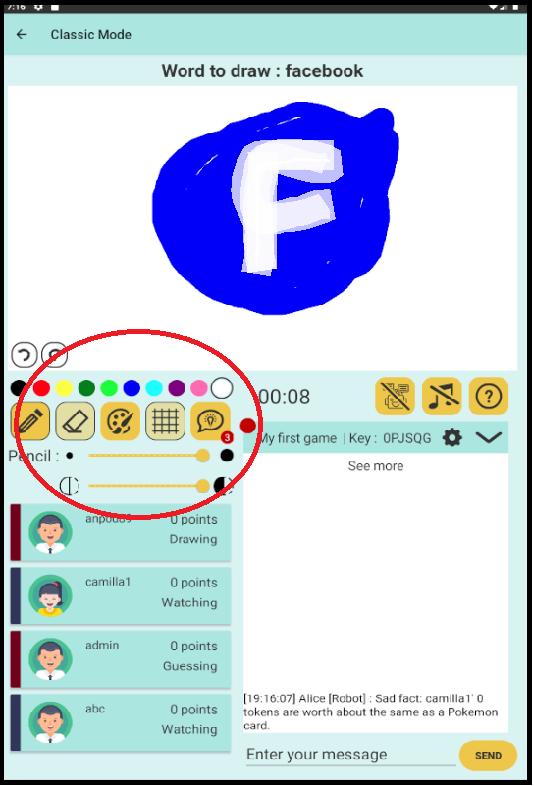 7:16
Classic Mode
Word to draw : facebook
F
00:08
3
My first game | Key : 0PJSQG
Pencil :
See more
anpodo9 0 points
Drawing
camilla1 0 points
Watching
admin 0 points
Guessing
abc 0 points
Watching
[19:16:07] Alice [Robot] : Sad fact: camilla1' 0
tokens are worth about the same as a Pokemon
card.
Enter your message
SEND